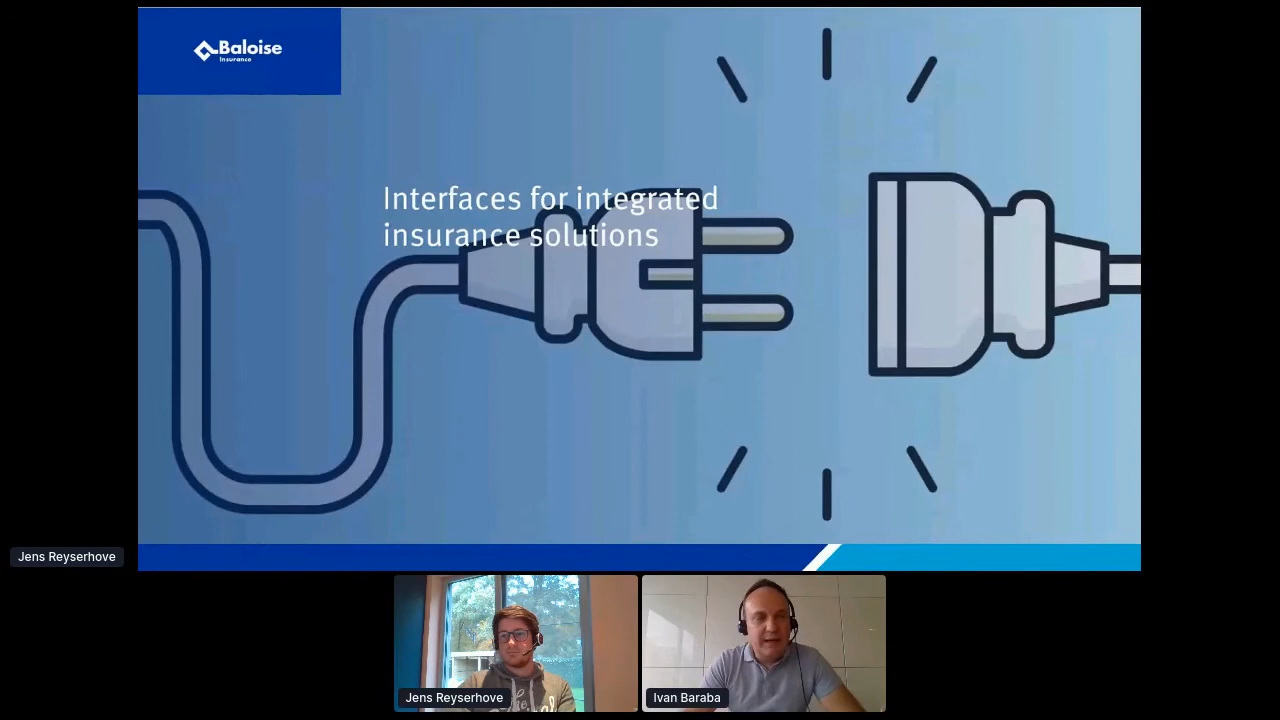 Baloise
Insurance
Interfaces for integrated
insurance solutions
Jens Reyserhove
Jens Reyserhove
Ivan Baraba